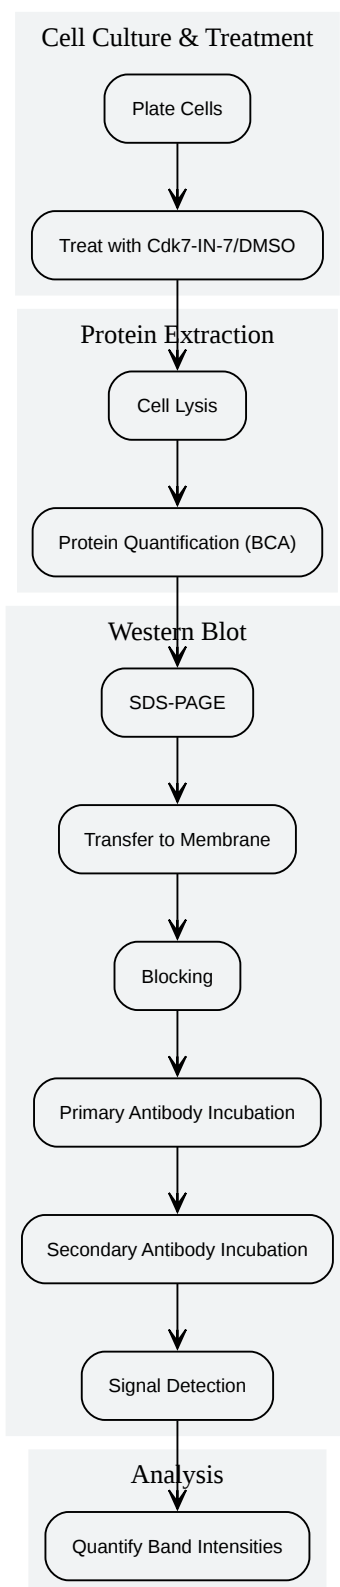 Cell Culture & Treatment
Plate Cells
Treat with Cdk7-IN-7/DMSO
Protein Extraction
Cell Lysis
Protein Quantification (BCA)
Western Blot
SDS-PAGE
Transfer to Membrane
Blocking
Primary Antibody Incubation
Secondary Antibody Incubation
Signal Detection
Analysis
Quantify Band Intensities